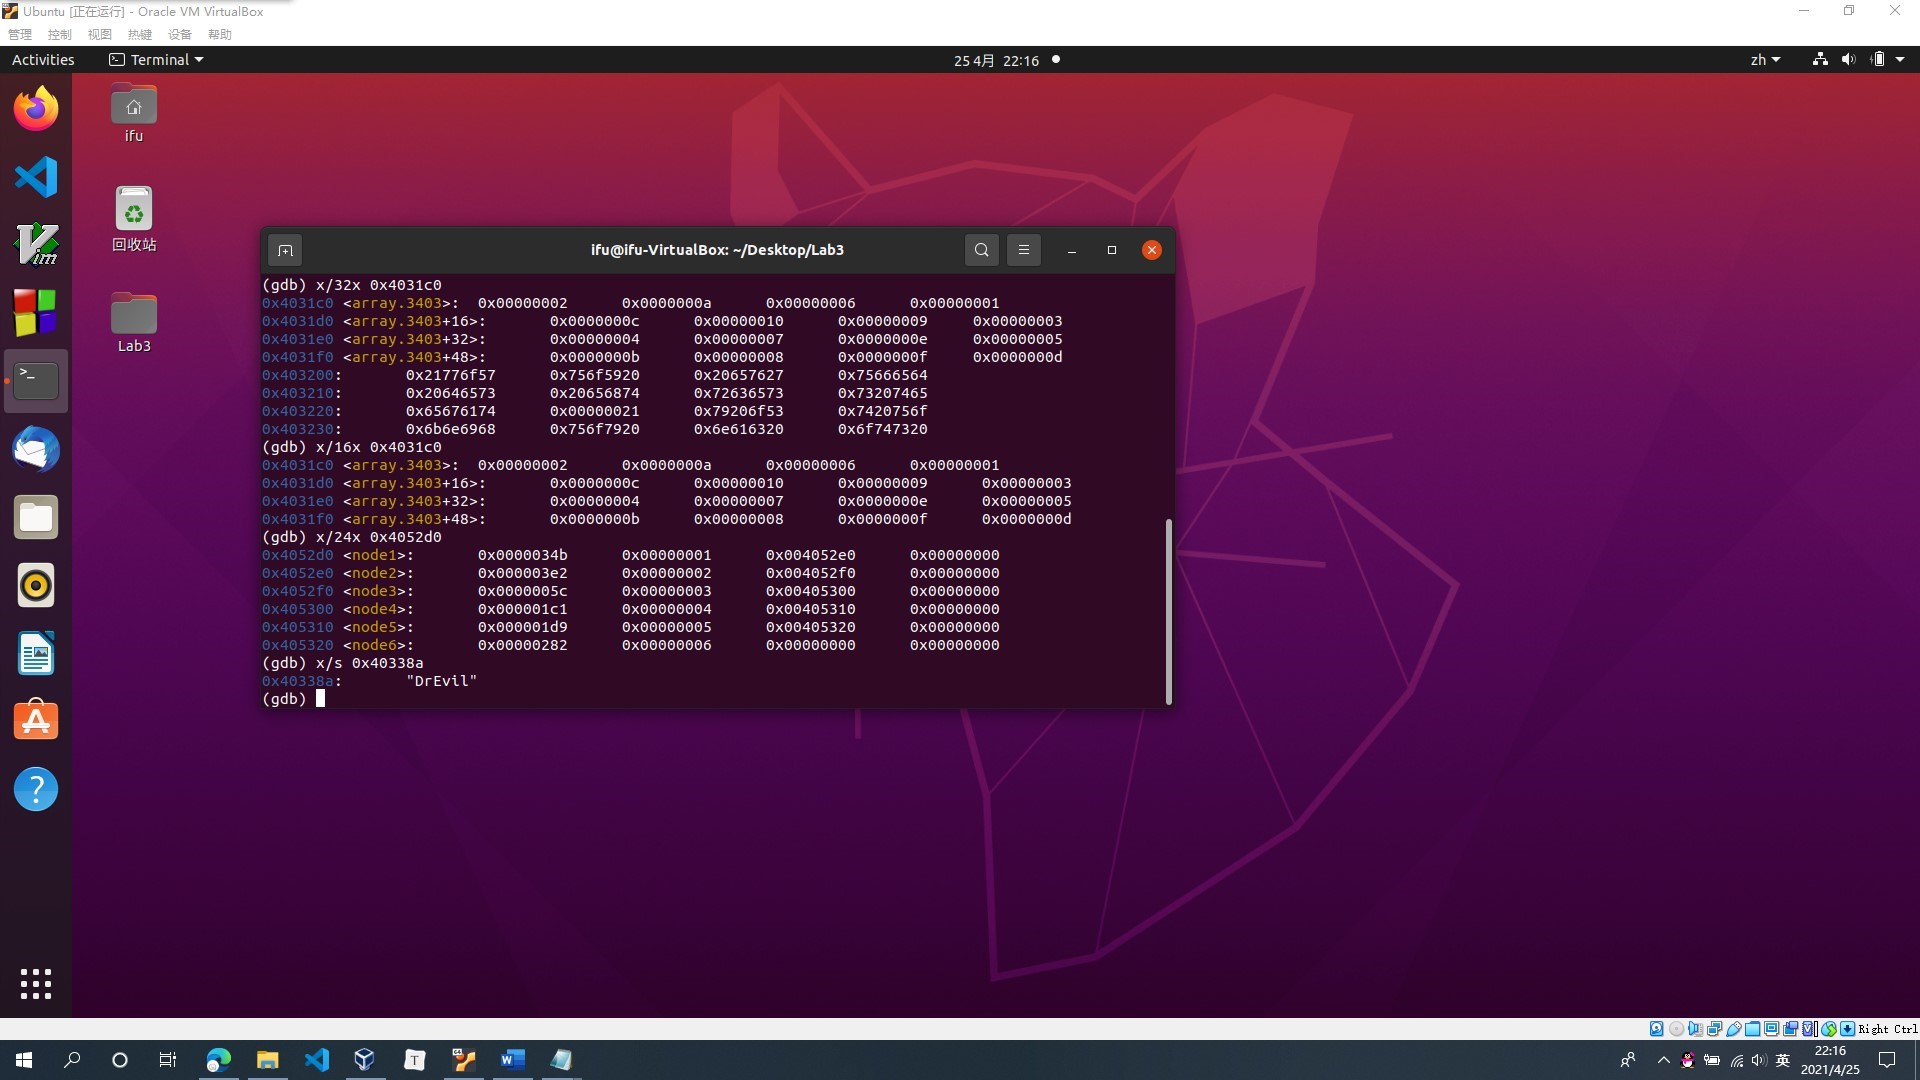 Ubuntu [正在运行] - Oracle VM VirtualBox
管理 控制 视图 热键 设备 帮助
Activities Terminal 25 4月 22:16 zh
ifu
回收站
Lab3
ifu@ifu-VirtualBox: ~/Desktop/Lab3
(gdb) x/32x 0x4031c0
0x4031c0 <array.3403>: 0x00000002 0x0000000a 0x00000006 0x00000001
0x4031d0 <array.3403+16>: 0x0000000c 0x00000010 0x00000009 0x00000003
0x4031e0 <array.3403+32>: 0x00000004 0x00000007 0x0000000e 0x00000005
0x4031f0 <array.3403+48>: 0x0000000b 0x00000008 0x0000000f 0x0000000d
0x403200: 0x21776f57 0x756f5920 0x20657627 0x75666564
0x403210: 0x20646573 0x20656874 0x72636573 0x73207465
0x403220: 0x65676174 0x00000021 0x79206f53 0x7420756f
0x403230: 0x6b6e6968 0x756f7920 0x6e616320 0x6f747320
(gdb) x/16x 0x4031c0
0x4031c0 <array.3403>: 0x00000002 0x0000000a 0x00000006 0x00000001
0x4031d0 <array.3403+16>: 0x0000000c 0x00000010 0x00000009 0x00000003
0x4031e0 <array.3403+32>: 0x00000004 0x00000007 0x0000000e 0x00000005
0x4031f0 <array.3403+48>: 0x0000000b 0x00000008 0x0000000f 0x0000000d
(gdb) x/24x 0x4052d0
0x4052d0 <node1>: 0x0000034b 0x00000001 0x004052e0 0x00000000
0x4052e0 <node2>: 0x000003e2 0x00000002 0x004052f0 0x00000000
0x4052f0 <node3>: 0x0000005c 0x00000003 0x00405300 0x00000000
0x405300 <node4>: 0x000001c1 0x00000004 0x00405310 0x00000000
0x405310 <node5>: 0x000001d9 0x00000005 0x00405320 0x00000000
0x405320 <node6>: 0x00000282 0x00000006 0x00000000 0x00000000
(gdb) x/s 0x40338a
0x40338a: "DrEvil"
(gdb)
Right Ctrl
英
22:16
2021/4/25